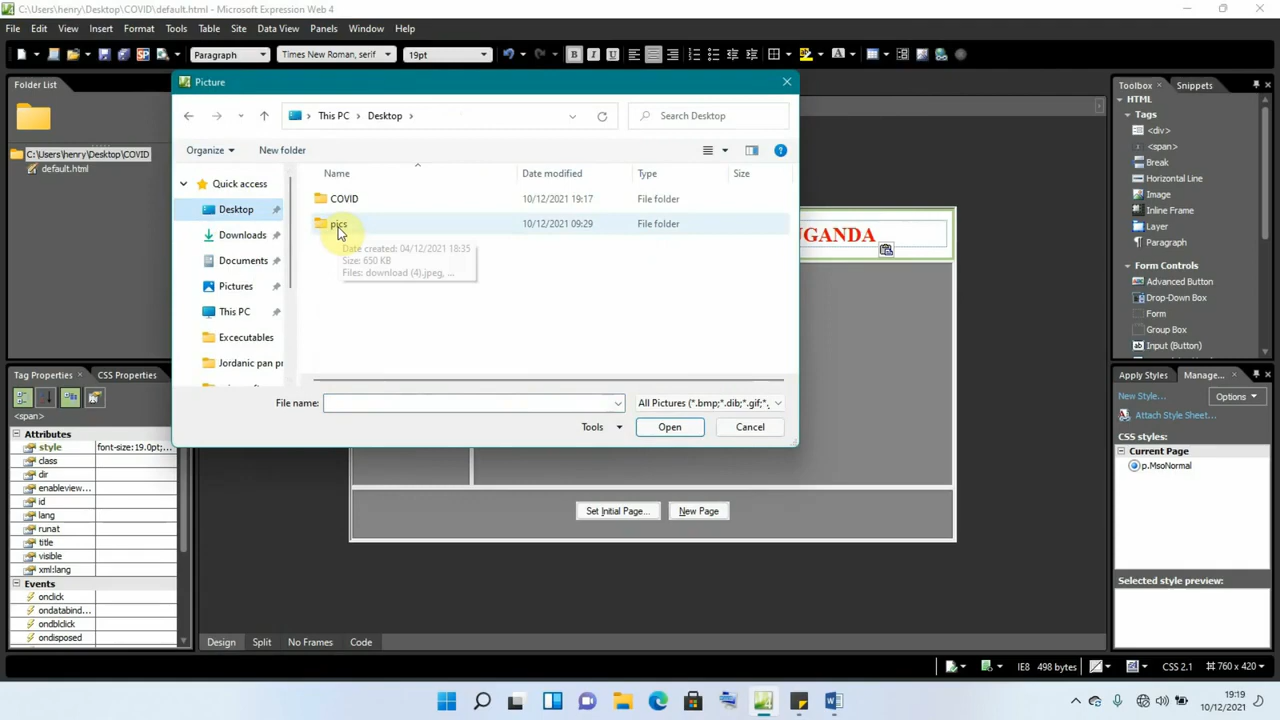 C:\Users\henry\Desktop\COVID\default.html - Microsoft Expression Web 4
File Edit View Insert Format Tools Table Site Data View Panels Window Help
Paragraph Times New Roman, serif 19pt
Folder List
C:\Users\henry\Desktop\COVID
default.html
Picture
This PC Desktop
Search Desktop
Organize New folder
Name Date modified Type Size
Quick access
Desktop
Downloads
Documents
Pictures
This PC
Excecutables
Jordanic pan pr
COVID 10/12/2021 19:17 File folder
pics 10/12/2021 09:29 File folder
Date created: 04/12/2021 18:35
Size: 650 KB
Files: download (4).jpeg, ...
File name: All Pictures (*.bmp;*.dib;*.gif;*.
Tools Open Cancel
UGANDA
Set Initial Page... New Page
Toolbox Snippets
HTML
Tags
<div>
<span>
Break
Horizontal Line
Image
Inline Frame
Layer
Paragraph
Form Controls
Advanced Button
Drop-Down Box
Form
Group Box
Input (Button)
Tag Properties CSS Properties
<span>
Attributes
style font-size:19.0pt;...
class
dir
enableview...
id
lang
runat
title
visible
xml:lang
Events
onclick
ondatabind...
ondblclick
ondisposed
Apply Styles Manage...
New Style... Options
Attach Style Sheet...
CSS styles:
Current Page
p.MsoNormal
Selected style preview:
Design Split No Frames Code
IE8 498 bytes CSS 2.1 760 x 420
19:19
10/12/2021